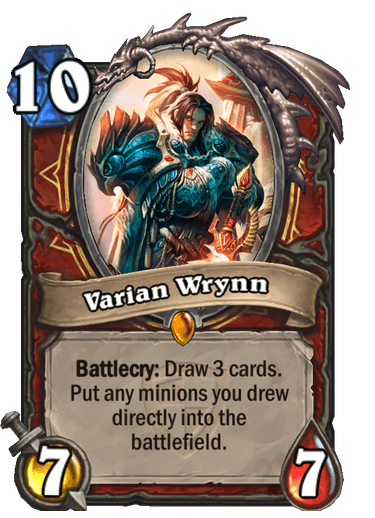 10
Varian Wrynn
Battlecry: Draw 3 cards.
Put any minions you drew
directly into the
battlefield.
7
7